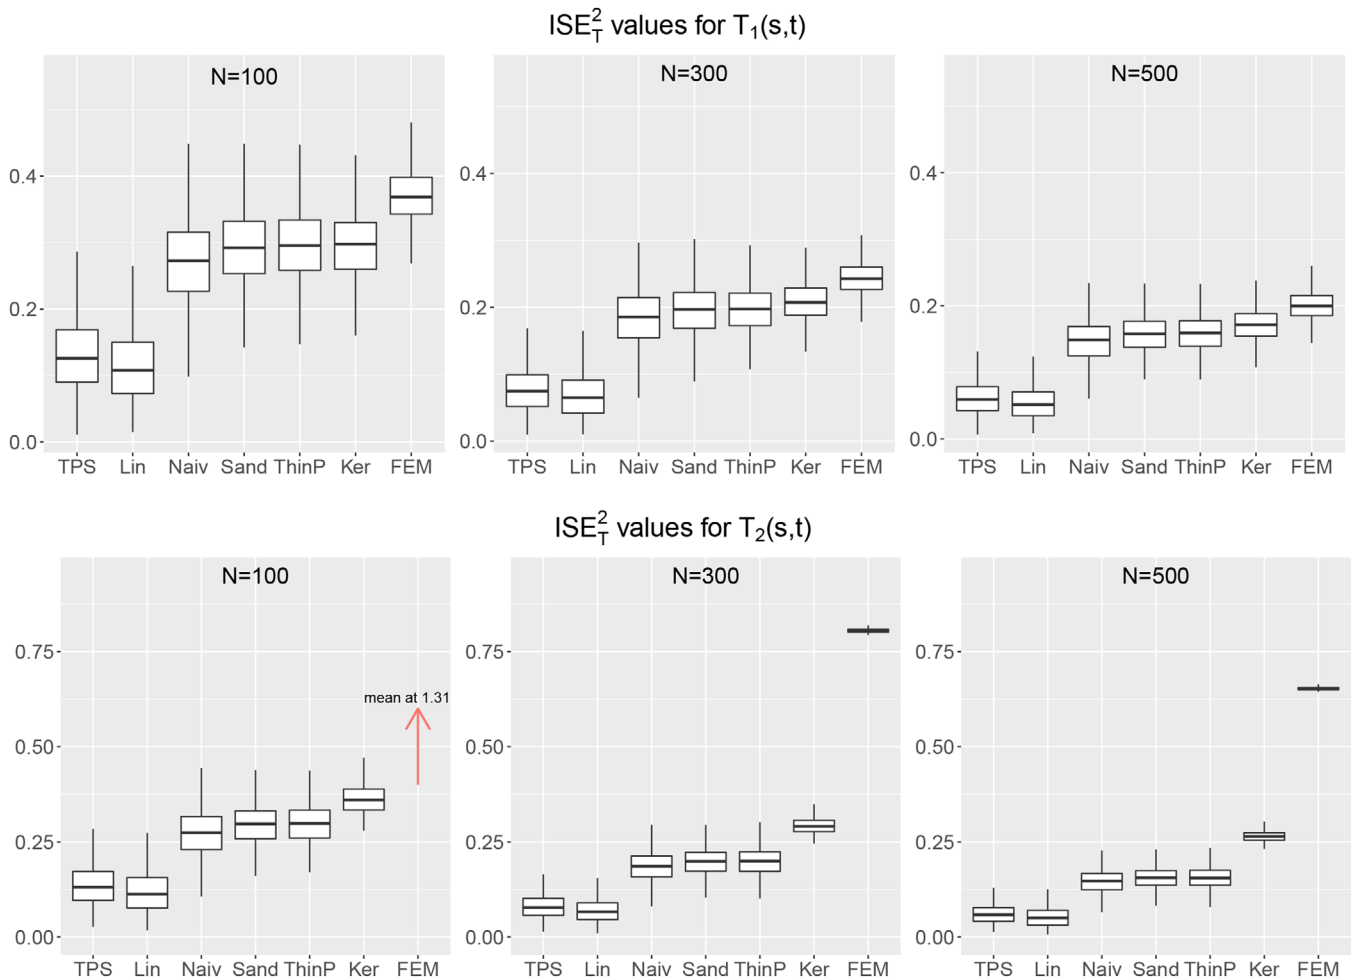 ISE²_T values for T₁(s,t)
N=100
N=300
N=500
0.4
0.2
0.0
0.4
0.2
0.0
0.4
0.2
0.0
TPS Lin Naiv Sand ThinP Ker FEM
TPS Lin Naiv Sand ThinP Ker FEM
TPS Lin Naiv Sand ThinP Ker FEM
ISE²_T values for T₂(s,t)
N=100
N=300
N=500
0.75
0.50
0.25
0.00
mean at 1.31
0.75
0.50
0.25
0.00
0.75
0.50
0.25
0.00
TPS Lin Naiv Sand ThinP Ker FEM
TPS Lin Naiv Sand ThinP Ker FEM
TPS Lin Naiv Sand ThinP Ker FEM